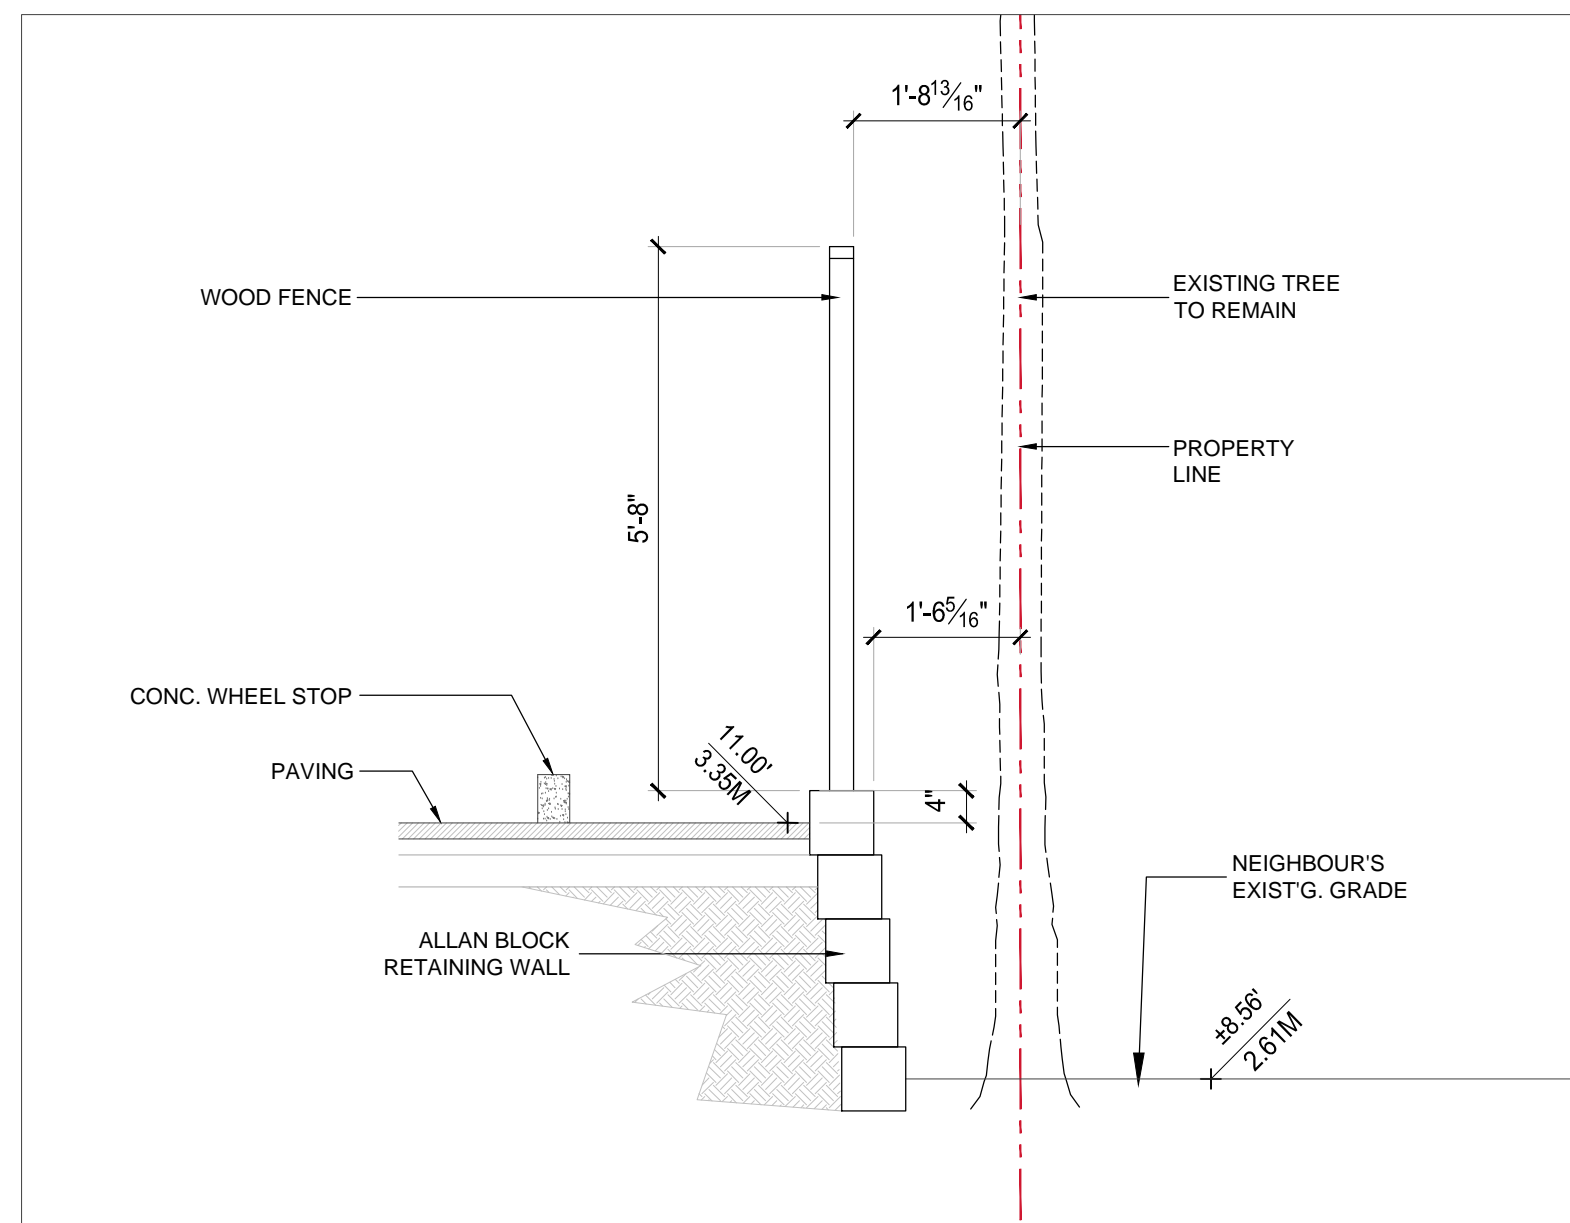 1'-8 13/16"
WOOD FENCE
EXISTING TREE
TO REMAIN
PROPERTY
LINE
5'-8"
1'-6 5/16"
CONC. WHEEL STOP
11.00'
3.35M
PAVING
4"
NEIGHBOUR'S
EXIST'G. GRADE
ALLAN BLOCK
RETAINING WALL
±8.56'
2.61M